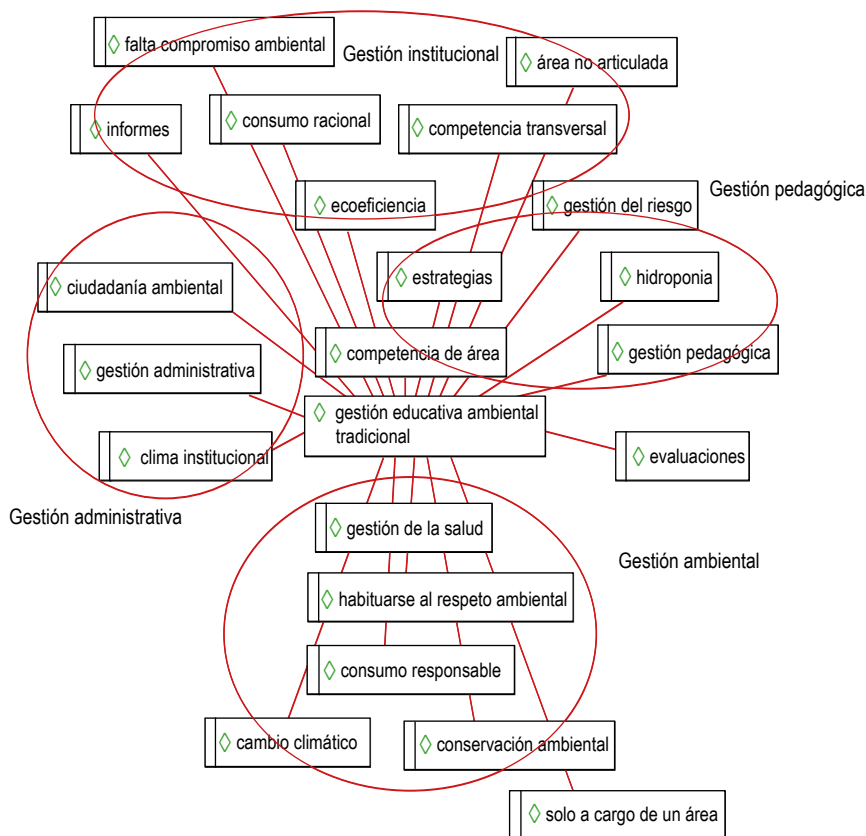 falta compromiso ambiental
Gestión institucional
área no articulada
informes
consumo racional
competencia transversal
ecoeficiencia
gestión del riesgo
Gestión pedagógica
ciudadanía ambiental
estrategias
hidroponia
gestión administrativa
competencia de área
gestión pedagógica
gestión educativa ambiental
tradicional
clima institucional
evaluaciones
Gestión administrativa
gestión de la salud
Gestión ambiental
habituarse al respeto ambiental
consumo responsable
cambio climático
conservación ambiental
solo a cargo de un área